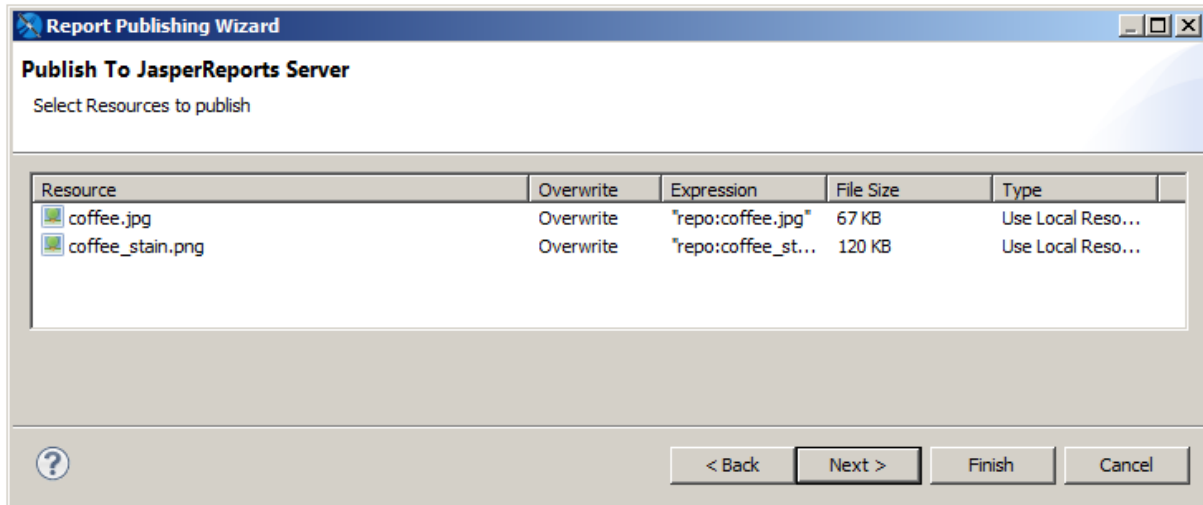 Report Publishing Wizard
Publish To JasperReports Server
Select Resources to publish
Resource Overwrite Expression File Size Type
coffee.jpg Overwrite "repo:coffee.jpg" 67 KB Use Local Reso...
coffee_stain.png Overwrite "repo:coffee_st... 120 KB Use Local Reso...
? < Back Next > Finish Cancel